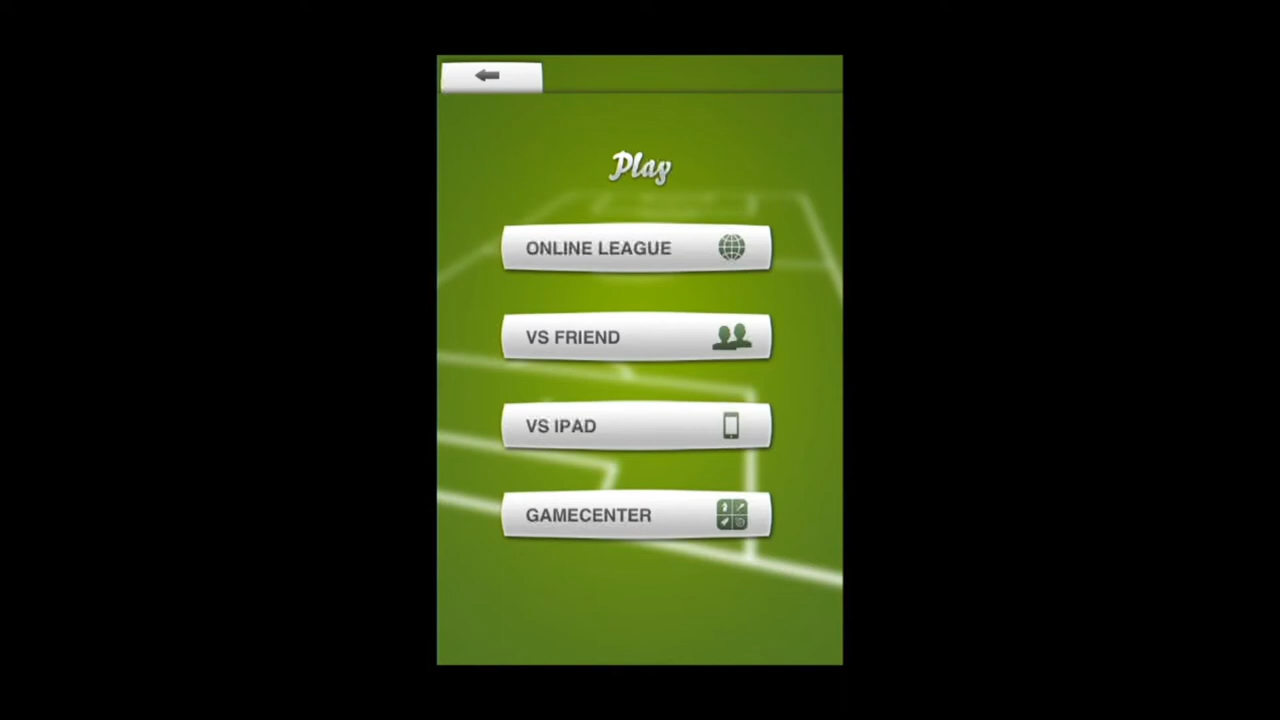 Play
ONLINE LEAGUE
VS FRIEND
VS IPAD
GAMECENTER